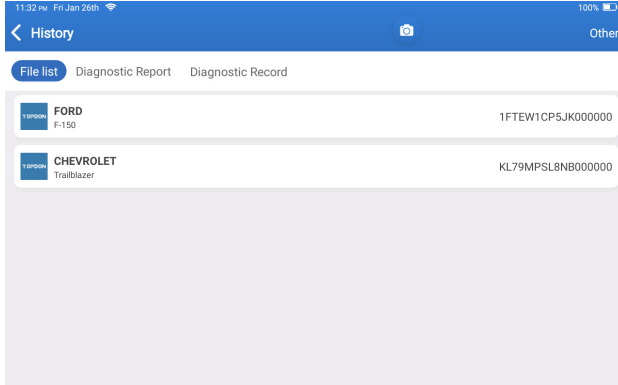 11:32 PM Fri Jan 26th 100%
History Other
File list Diagnostic Report Diagnostic Record
TOPDON FORD 1FTEW1CP5JK000000
F-150
TOPDON CHEVROLET KL79MPSL8NB000000
Trailblazer